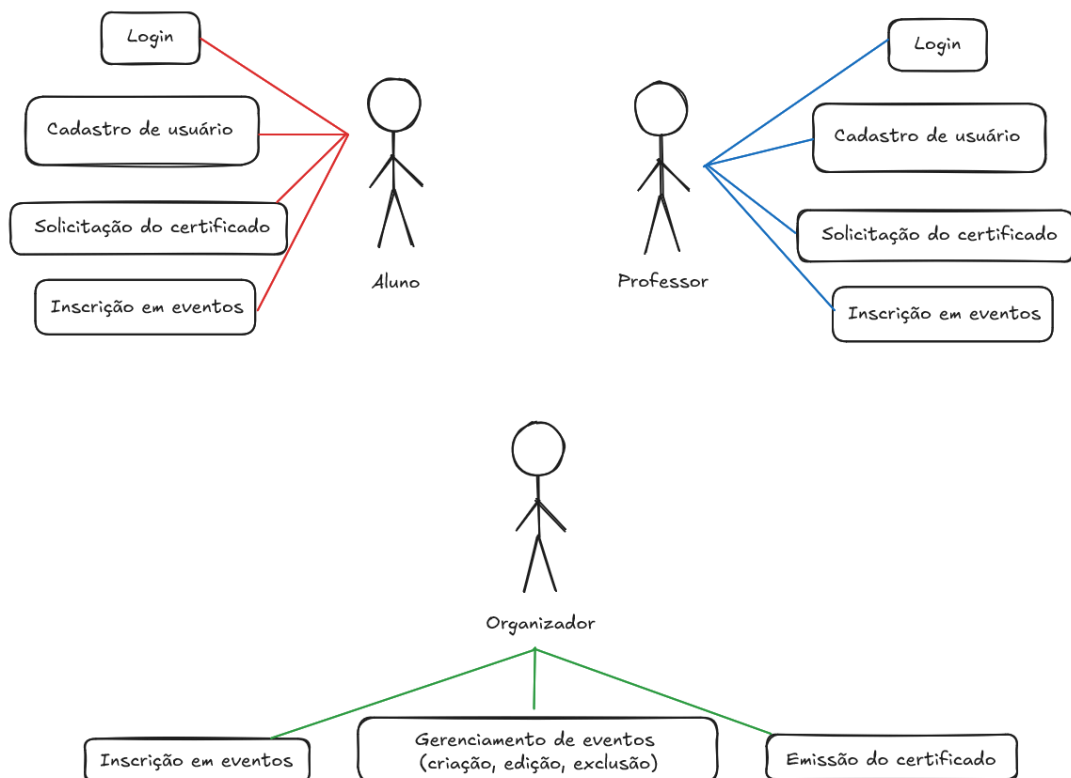 Login
Cadastro de usuário
Solicitação do certificado
Inscrição em eventos
Aluno
Login
Cadastro de usuário
Solicitação do certificado
Inscrição em eventos
Professor
Organizador
Inscrição em eventos
Gerenciamento de eventos
(criação, edição, exclusão)
Emissão do certificado